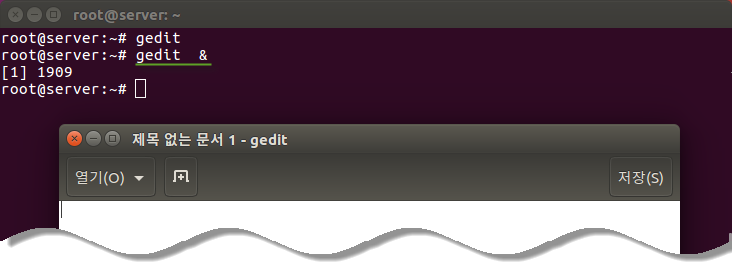 root@server: ~
root@server:~# gedit
root@server:~# gedit  &
[1] 1909
root@server:~#
제목 없는 문서 1 - gedit
열기(O) 저장(S)